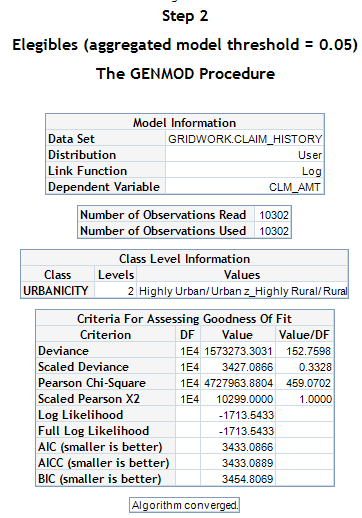 Step 2
Elegibles (aggregated model threshold = 0.05)
The GENMOD Procedure
Model Information
Data Set GRIDWORK.CLAIM_HISTORY
Distribution User
Link Function Log
Dependent Variable CLM_AMT
Number of Observations Read 10302
Number of Observations Used 10302
Class Level Information
Class Levels Values
URBANICITY 2 Highly Urban/ Urban z_Highly Rural/ Rural
Criteria For Assessing Goodness Of Fit
Criterion DF Value Value/DF
Deviance 1E4 1573273.3031 152.7598
Scaled Deviance 1E4 3427.0866 0.3328
Pearson Chi-Square 1E4 4727963.8804 459.0702
Scaled Pearson X2 1E4 10299.0000 1.0000
Log Likelihood -1713.5433
Full Log Likelihood -1713.5433
AIC (smaller is better) 3433.0866
AICC (smaller is better) 3433.0889
BIC (smaller is better) 3454.8069
Algorithm converged.